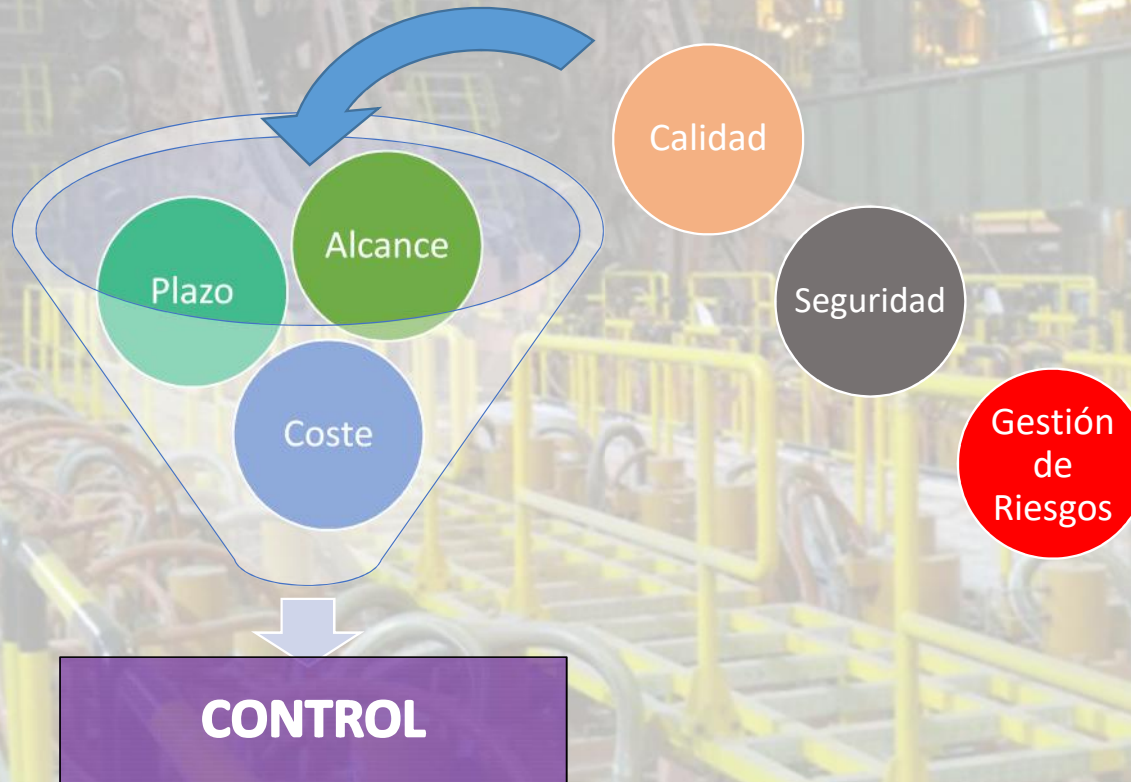 Calidad
Alcance
Plazo
Seguridad
Coste
Gestión
de
Riesgos
CONTROL